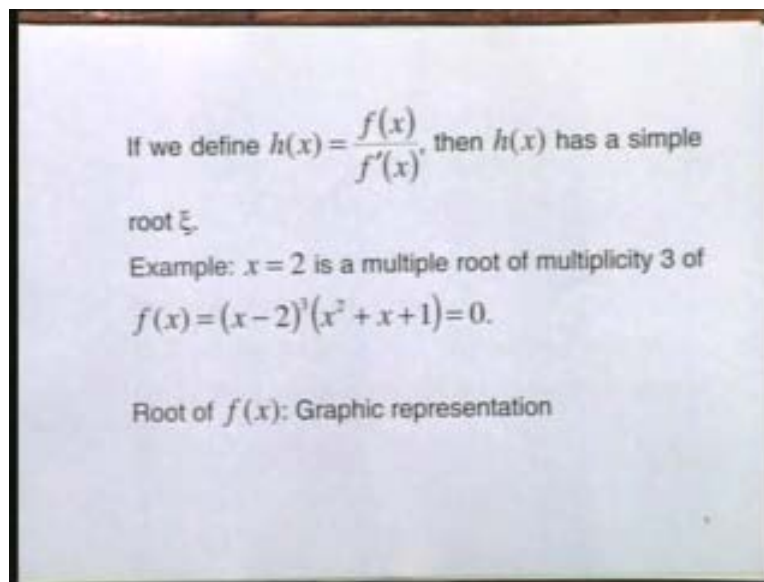 If we define h(x) = f(x)/f′(x), then h(x) has a simple
root ξ.
Example: x = 2 is a multiple root of multiplicity 3 of
f(x) = (x − 2)³(x² + x + 1) = 0.
Root of f(x): Graphic representation